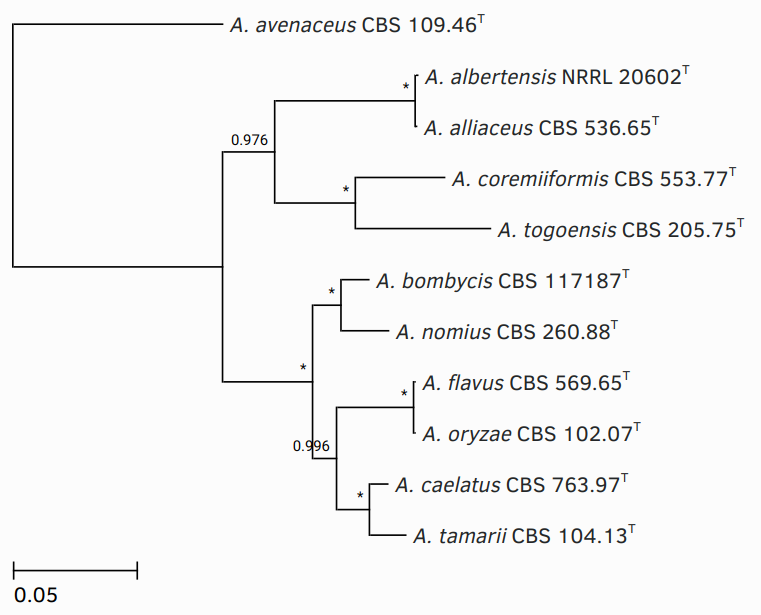 A. avenaceus CBS 109.46ᵀ
*
A. albertensis NRRL 20602ᵀ
A. alliaceus CBS 536.65ᵀ
0.976
*
A. coremiiformis CBS 553.77ᵀ
A. togoensis CBS 205.75ᵀ
*
A. bombycis CBS 117187ᵀ
A. nomius CBS 260.88ᵀ
*
*
A. flavus CBS 569.65ᵀ
A. oryzae CBS 102.07ᵀ
0.996
*
A. caelatus CBS 763.97ᵀ
A. tamarii CBS 104.13ᵀ
0.05